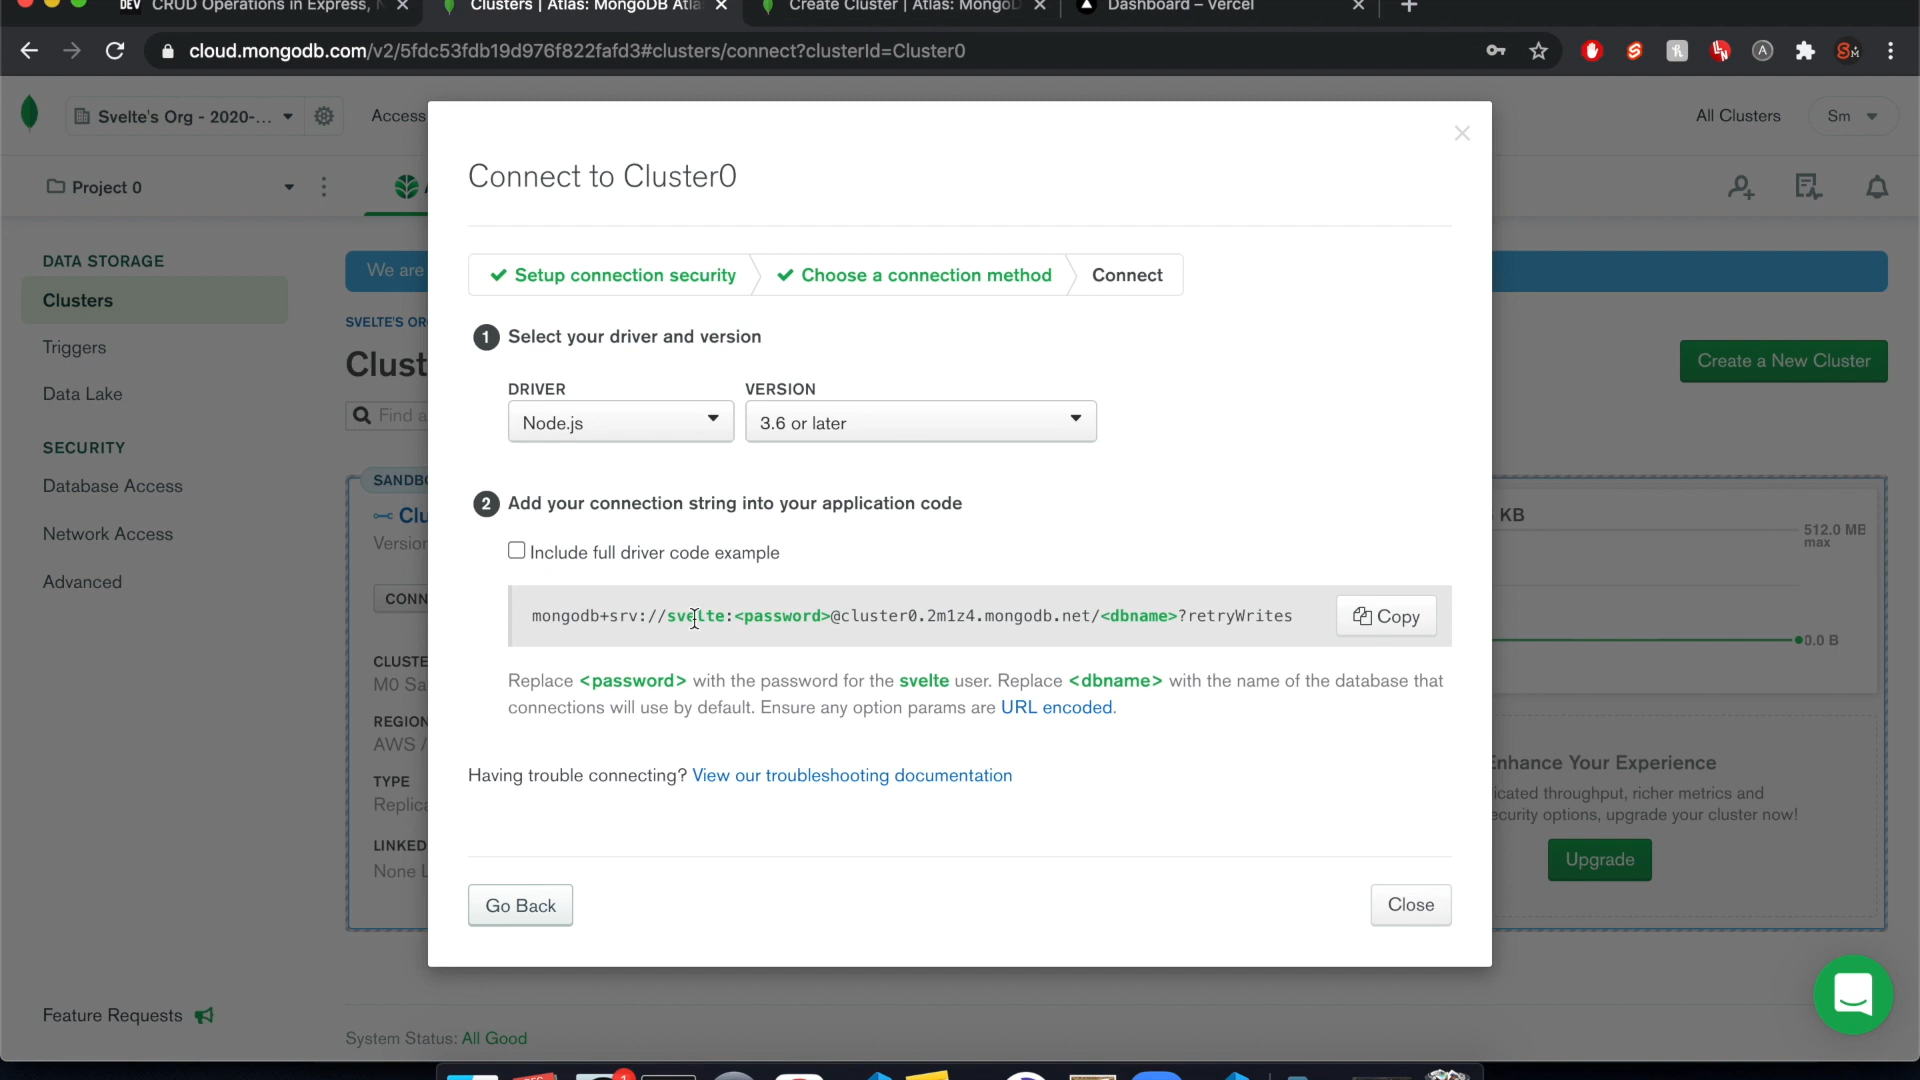 DEV CRUD Operations in Express, N
Clusters | Atlas: MongoDB Atla
Create Cluster | Atlas: MongoD
Dashboard – Vercel
cloud.mongodb.com/v2/5fdc53fdb19d976f822fafd3#clusters/connect?clusterId=Cluster0
Svelte's Org - 2020-...
Access
All Clusters
Sm
Project 0
Connect to Cluster0
DATA STORAGE
Clusters
Triggers
Data Lake
SECURITY
Database Access
Network Access
Advanced
Feature Requests
We are
SVELTE'S OR
Clust
Find a
Create a New Cluster
Setup connection security
Choose a connection method
Connect
1 Select your driver and version
DRIVER
VERSION
Node.js
3.6 or later
2 Add your connection string into your application code
Include full driver code example
mongodb+srv://svelte:<password>@cluster0.2m1z4.mongodb.net/<dbname>?retryWrites
Copy
Replace <password> with the password for the svelte user. Replace <dbname> with the name of the database that
connections will use by default. Ensure any option params are URL encoded.
Having trouble connecting? View our troubleshooting documentation
Go Back
Close
SANDBO
Clu
Version
CONN
CLUSTE
M0 Sa
REGION
AWS /
TYPE
Replica
LINKED
None L
KB
512.0 MB
max
0.0 B
Enhance Your Experience
icated throughput, richer metrics and
ecurity options, upgrade your cluster now!
Upgrade
System Status: All Good
1